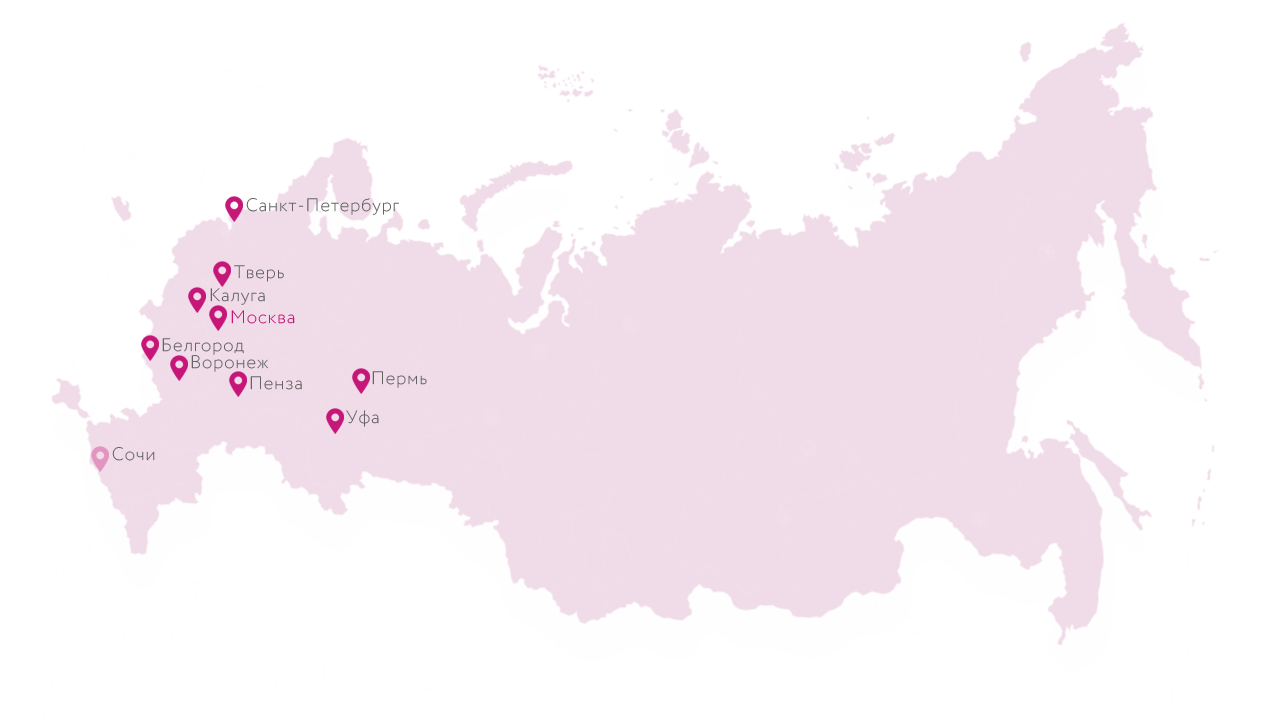 Санкт-Петербург
Тверь
Калуга
Москва
Белгород
Воронеж
Пермь
Пенза
Уфа
Сочи